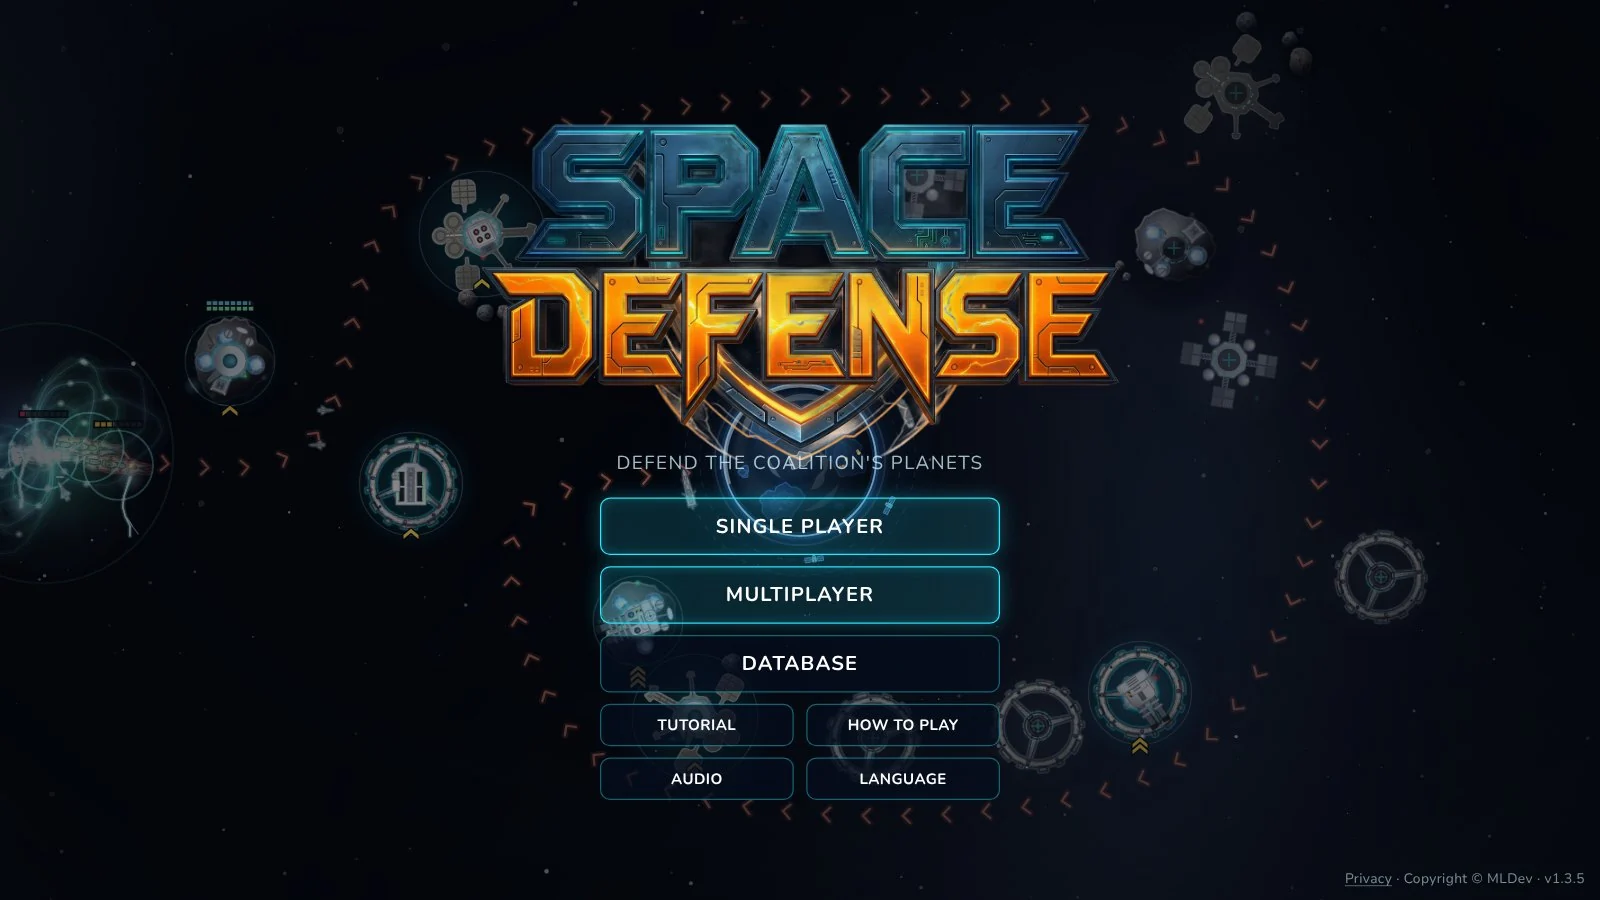 SPACE
DEFENSE
DEFEND THE COALITION'S PLANETS
SINGLE PLAYER
MULTIPLAYER
DATABASE
TUTORIAL
HOW TO PLAY
AUDIO
LANGUAGE
Privacy · Copyright © MLDev · v1.3.5